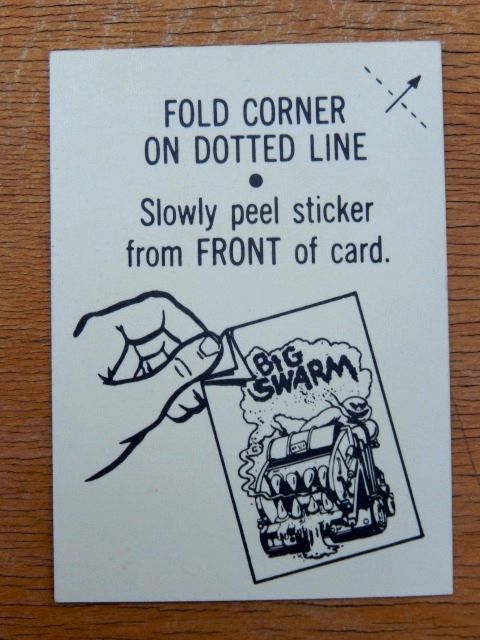 FOLD CORNER
ON DOTTED LINE
Slowly peel sticker
from FRONT of card.
BIG
SWARM